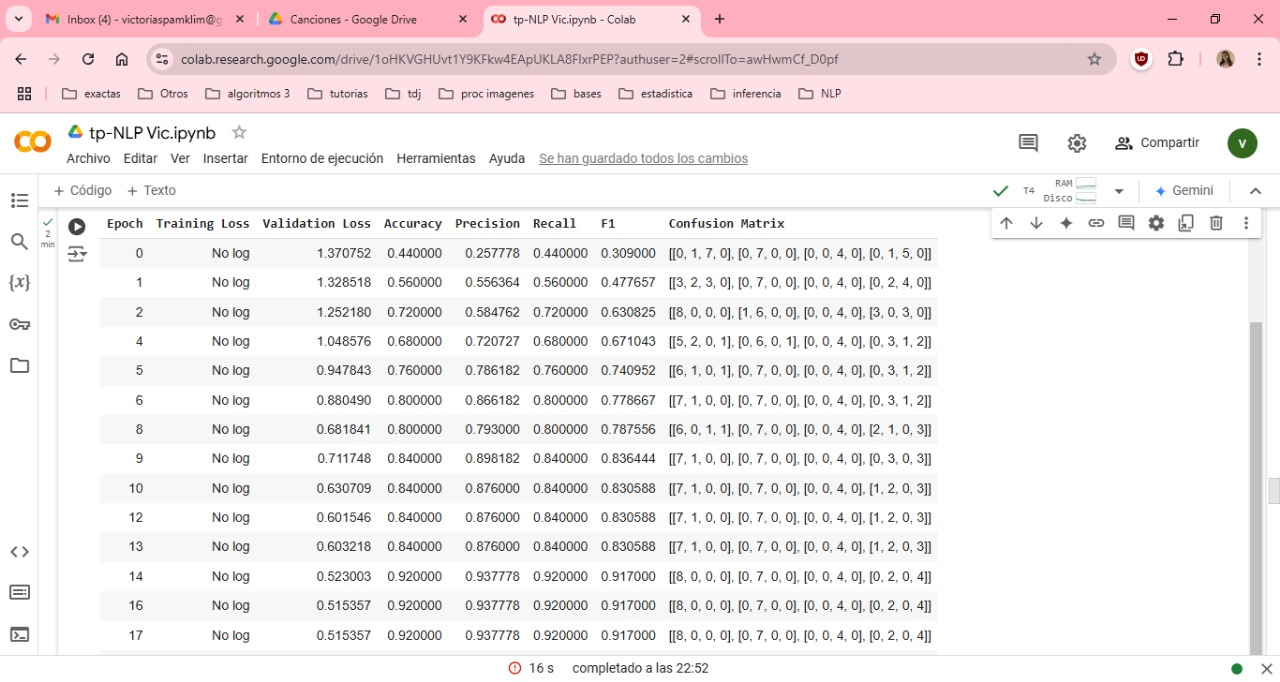 Inbox (4) - victoriaspamklim@g
Canciones - Google Drive
tp-NLP Vic.ipynb - Colab
colab.research.google.com/drive/1oHKVGHUvt1Y9KFkw4EApUKLA8FlxrPEP?authuser=2#scrollTo=awHwmCf_D0pf
exactas Otros algoritmos 3 tutorias tdj proc imagenes bases estadistica inferencia NLP
tp-NLP Vic.ipynb
Archivo Editar Ver Insertar Entorno de ejecución Herramientas Ayuda Se han guardado todos los cambios
Compartir
V
+ Código + Texto
T4 RAM Disco
Gemini
2 min
Epoch Training Loss Validation Loss Accuracy Precision Recall F1 Confusion Matrix
0 No log 1.370752 0.440000 0.257778 0.440000 0.309000 [[0, 1, 7, 0], [0, 7, 0, 0], [0, 0, 4, 0], [0, 1, 5, 0]]
1 No log 1.328518 0.560000 0.556364 0.560000 0.477657 [[3, 2, 3, 0], [0, 7, 0, 0], [0, 0, 4, 0], [0, 2, 4, 0]]
2 No log 1.252180 0.720000 0.584762 0.720000 0.630825 [[8, 0, 0, 0], [1, 6, 0, 0], [0, 0, 4, 0], [3, 0, 3, 0]]
4 No log 1.048576 0.680000 0.720727 0.680000 0.671043 [[5, 2, 0, 1], [0, 6, 0, 1], [0, 0, 4, 0], [0, 3, 1, 2]]
5 No log 0.947843 0.760000 0.786182 0.760000 0.740952 [[6, 1, 0, 1], [0, 7, 0, 0], [0, 0, 4, 0], [0, 3, 1, 2]]
6 No log 0.880490 0.800000 0.866182 0.800000 0.778667 [[7, 1, 0, 0], [0, 7, 0, 0], [0, 0, 4, 0], [0, 3, 1, 2]]
8 No log 0.681841 0.800000 0.793000 0.800000 0.787556 [[6, 0, 1, 1], [0, 7, 0, 0], [0, 0, 4, 0], [2, 1, 0, 3]]
9 No log 0.711748 0.840000 0.898182 0.840000 0.836444 [[7, 1, 0, 0], [0, 7, 0, 0], [0, 0, 4, 0], [0, 3, 0, 3]]
10 No log 0.630709 0.840000 0.876000 0.840000 0.830588 [[7, 1, 0, 0], [0, 7, 0, 0], [0, 0, 4, 0], [1, 2, 0, 3]]
12 No log 0.601546 0.840000 0.876000 0.840000 0.830588 [[7, 1, 0, 0], [0, 7, 0, 0], [0, 0, 4, 0], [1, 2, 0, 3]]
13 No log 0.603218 0.840000 0.876000 0.840000 0.830588 [[7, 1, 0, 0], [0, 7, 0, 0], [0, 0, 4, 0], [1, 2, 0, 3]]
14 No log 0.523003 0.920000 0.937778 0.920000 0.917000 [[8, 0, 0, 0], [0, 7, 0, 0], [0, 0, 4, 0], [0, 2, 0, 4]]
16 No log 0.515357 0.920000 0.937778 0.920000 0.917000 [[8, 0, 0, 0], [0, 7, 0, 0], [0, 0, 4, 0], [0, 2, 0, 4]]
17 No log 0.515357 0.920000 0.937778 0.920000 0.917000 [[8, 0, 0, 0], [0, 7, 0, 0], [0, 0, 4, 0], [0, 2, 0, 4]]
16 s completado a las 22:52